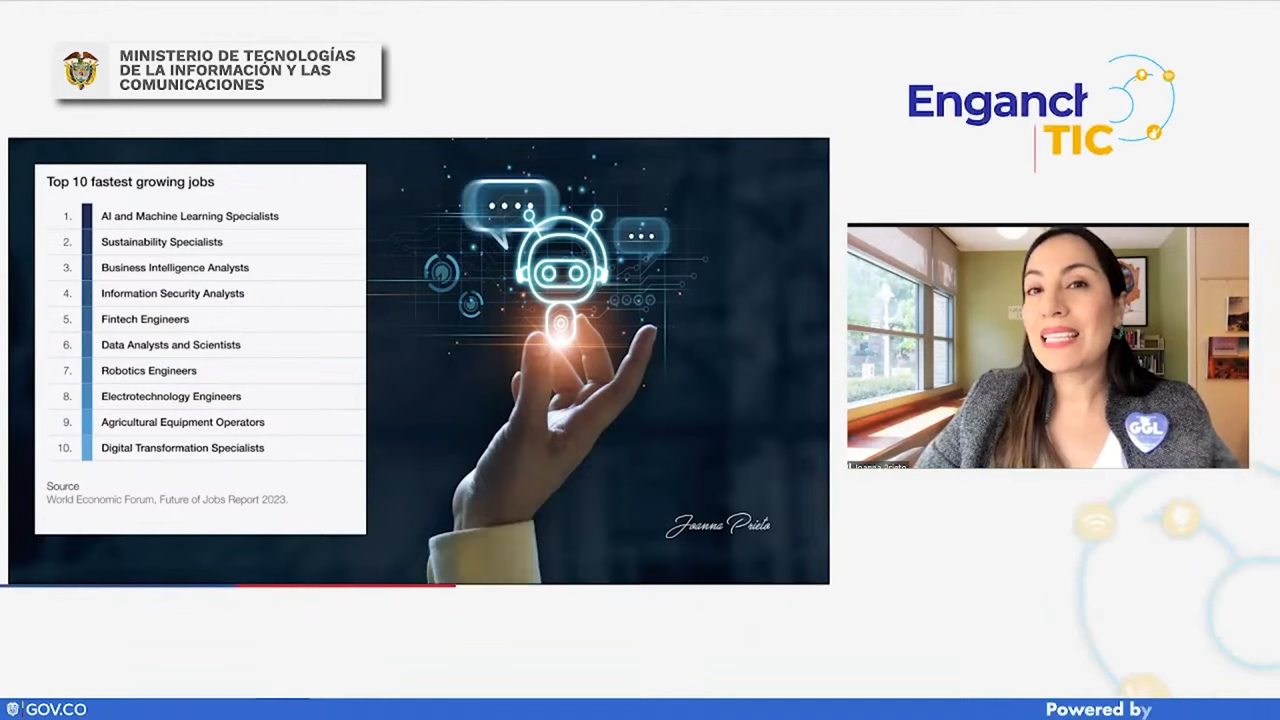 MINISTERIO DE TECNOLOGÍAS
DE LA INFORMACIÓN Y LAS
COMUNICACIONES
Enganch
TIC
Top 10 fastest growing jobs
1. AI and Machine Learning Specialists
2. Sustainability Specialists
3. Business Intelligence Analysts
4. Information Security Analysts
5. Fintech Engineers
6. Data Analysts and Scientists
7. Robotics Engineers
8. Electrotechnology Engineers
9. Agricultural Equipment Operators
10. Digital Transformation Specialists
Source
World Economic Forum, Future of Jobs Report 2023.
Joanna Prieto
GGL
Joanna Prieto
GOV.CO
Powered by